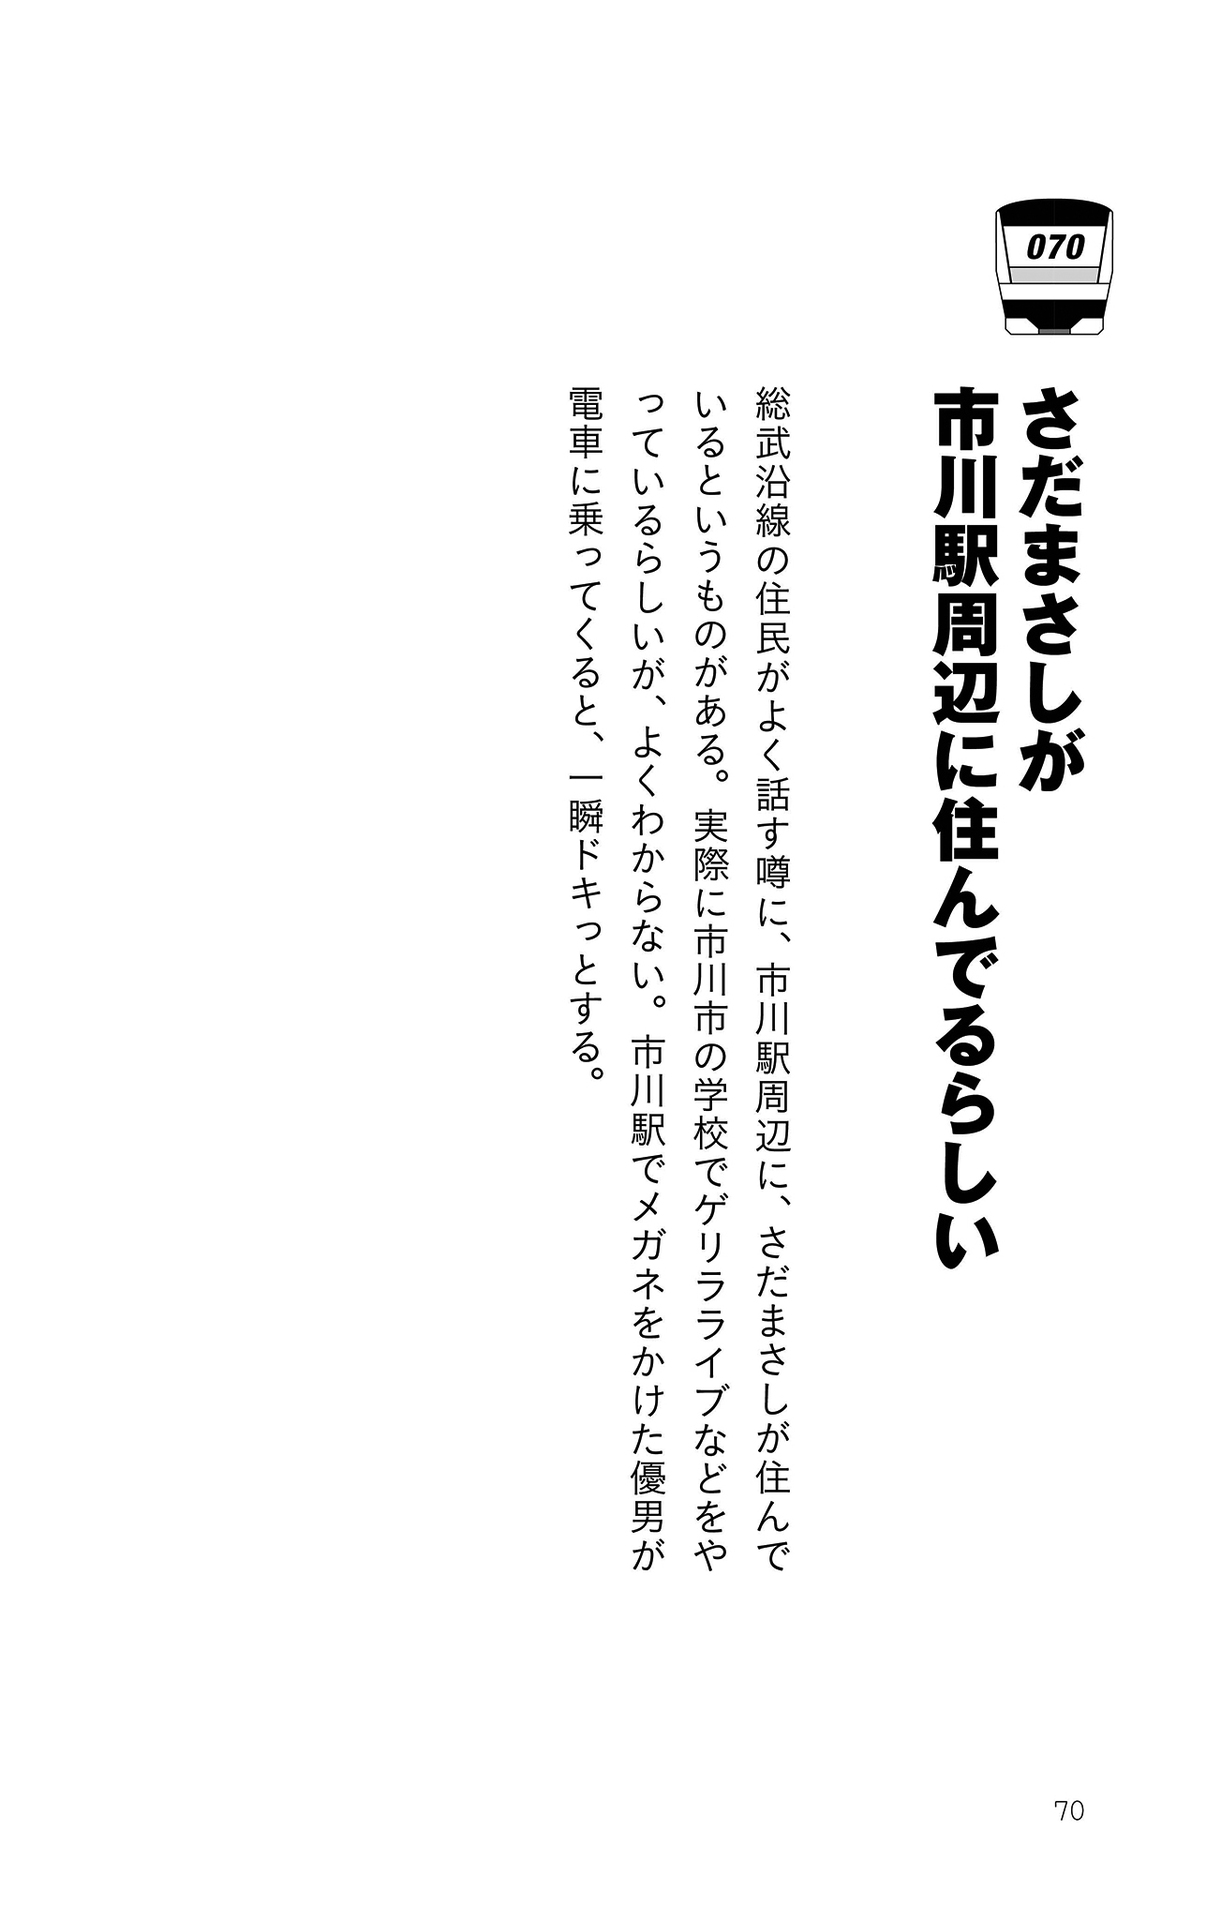 070
さだまさしが
市川駅周辺に住んでるらしい
総武沿線の住民がよく話す噂に、市川駅周辺に、さだまさしが住んで
いるというものがある。実際に市川市の学校でゲリラライブなどをや
っているらしいが、よくわからない。市川駅でメガネをかけた優男が
電車に乗ってくると、一瞬ドキっとする。
70